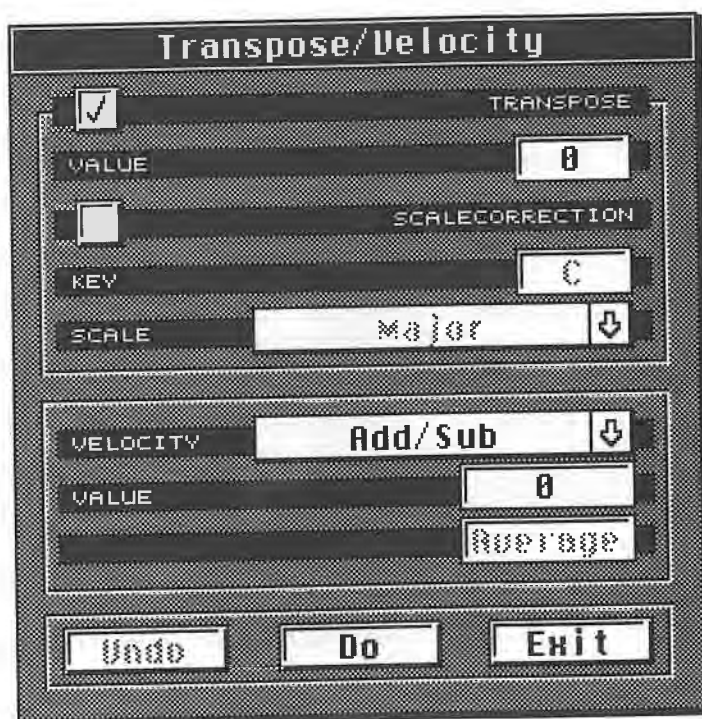 Transpose/Velocity
TRANSPOSE
VALUE 0
SCALECORRECTION
KEY C
SCALE Major
VELOCITY Add/Sub
VALUE 0
Average
Undo Do Exit